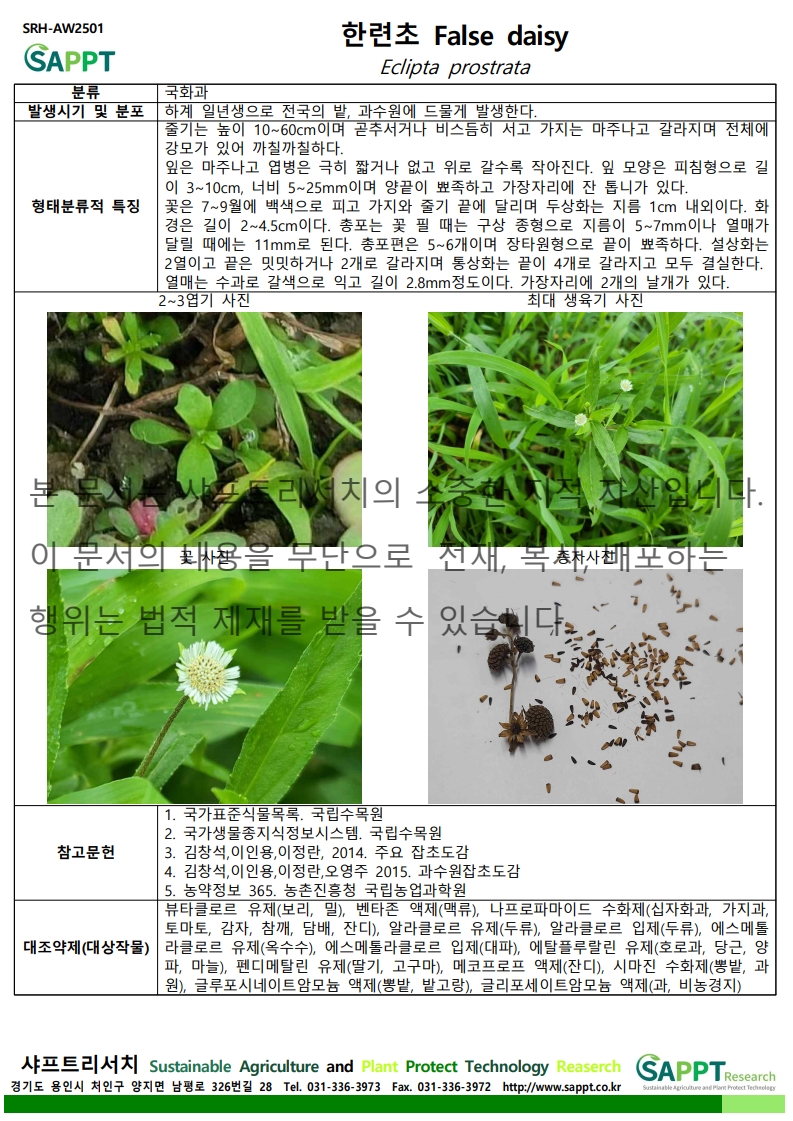 SRH-AW2501
한련초 False daisy
SAPPT
Eclipta prostrata
분류 국화과
발생시기 및 분포 하계 일년생으로 전국의 밭, 과수원에 드물게 발생한다.
형태분류적 특징
줄기는 높이 10~60cm이며 곧추서거나 비스듬히 서고 가지는 마주나고 갈라지며 전체에
강모가 있어 까칠까칠하다.
잎은 마주나고 엽병은 극히 짧거나 없고 위로 갈수록 작아진다. 잎 모양은 피침형으로 길
이 3~10cm, 너비 5~25mm이며 양끝이 뾰족하고 가장자리에 잔 톱니가 있다.
꽃은 7~9월에 백색으로 피고 가지와 줄기 끝에 달리며 두상화는 지름 1cm 내외이다. 화
경은 길이 2~4.5cm이다. 총포는 꽃 필 때는 구상 종형으로 지름이 5~7mm이나 열매가
달릴 때에는 11mm로 된다. 총포편은 5~6개이며 장타원형으로 끝이 뾰족하다. 설상화는
2열이고 끝은 밋밋하거나 2개로 갈라지며 통상화는 끝이 4개로 갈라지고 모두 결실한다.
열매는 수과로 갈색으로 익고 길이 2.8mm정도이다. 가장자리에 2개의 날개가 있다.
2~3엽기 사진 최대 생육기 사진
본 문서는 샤프트리서치의 소중한 지적 자산입니다.
꽃 사진 종자사진
이 문서의 내용을 무단으로 전재, 복사, 배포하는
행위는 법적 제재를 받을 수 있습니다.
참고문헌
1. 국가표준식물목록. 국립수목원
2. 국가생물종지식정보시스템. 국립수목원
3. 김창석,이인용,이정란, 2014. 주요 잡초도감
4. 김창석,이인용,이정란,오영주 2015. 과수원잡초도감
5. 농약정보 365. 농촌진흥청 국립농업과학원
대조약제(대상작물)
뷰타클로르 유제(보리, 밀), 벤타존 액제(맥류), 나프로파마이드 수화제(십자화과, 가지과,
토마토, 감자, 참깨, 담배, 잔디), 알라클로르 유제(두류), 알라클로르 입제(두류), 에스메톨
라클로르 유제(옥수수), 에스메톨라클로르 입제(대파), 에탈플루랄린 유제(호로과, 당근, 양
파, 마늘), 펜디메탈린 유제(딸기, 고구마), 메코프로프 액제(잔디), 시마진 수화제(뽕밭, 과
원), 글루포시네이트암모늄 액제(뽕밭, 밭고랑), 글리포세이트암모늄 액제(과, 비농경지)
샤프트리서치 Sustainable Agriculture and Plant Protect Technology Reaserch
경기도 용인시 처인구 양지면 남평로 326번길 28 Tel. 031-336-3973 Fax. 031-336-3972 http://www.sappt.co.kr
SAPPT Research
Sustainable Agriculture and Plant Protect Technology